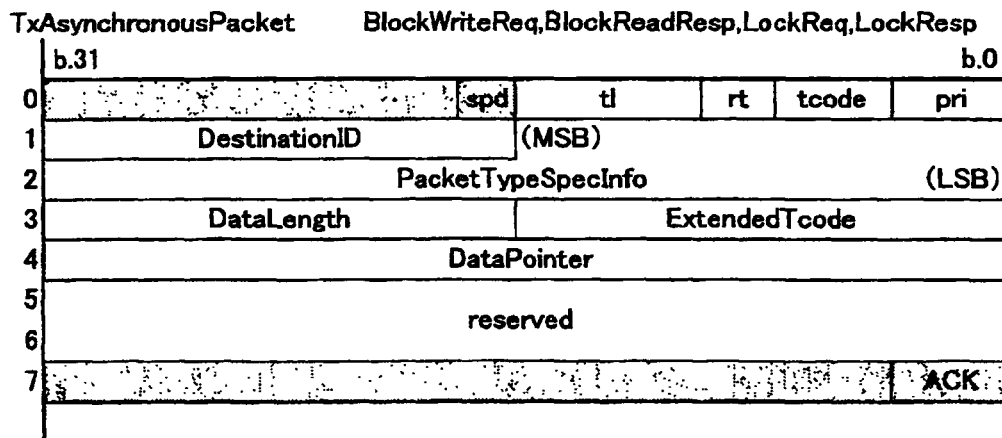 TxAsynchronousPacket BlockWriteReq,BlockReadResp,LockReq,LockResp
b.31 b.0
0 spd tl rt tcode pri
1 DestinationID (MSB)
2 PacketTypeSpecInfo (LSB)
3 DataLength ExtendedTcode
4 DataPointer
5
reserved
6
7 ACK